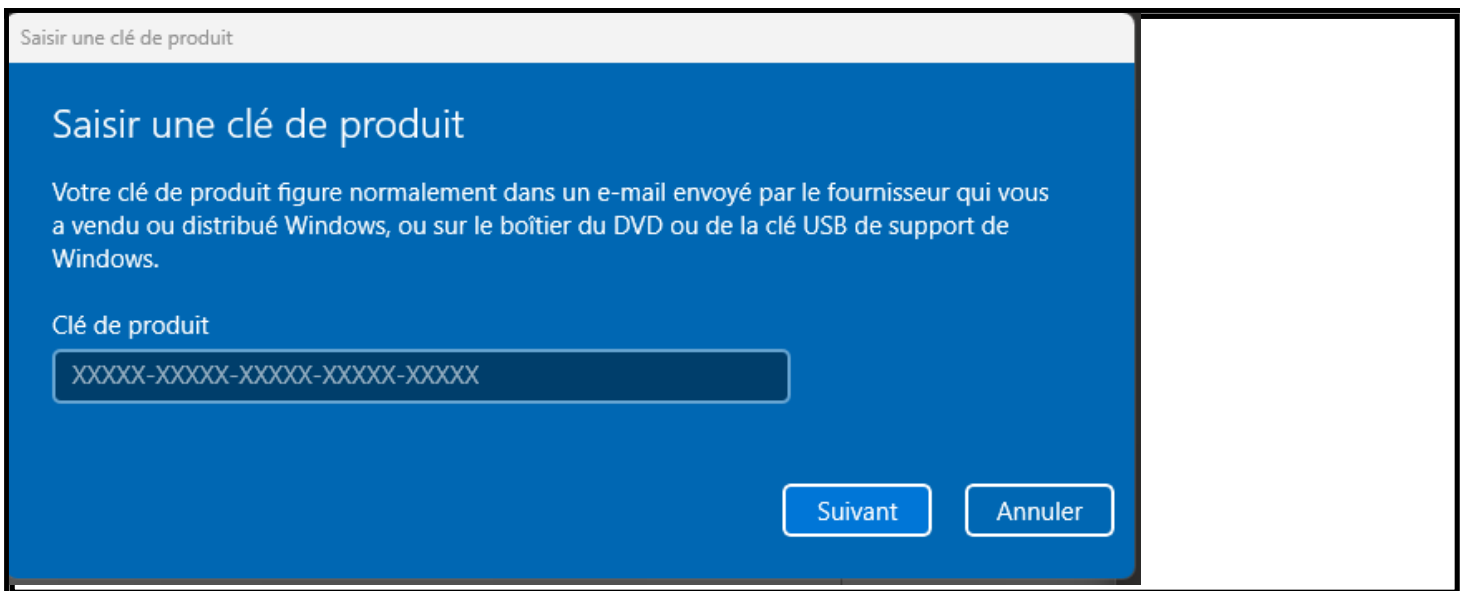 Saisir une clé de produit
Saisir une clé de produit
Votre clé de produit figure normalement dans un e-mail envoyé par le fournisseur qui vous
a vendu ou distribué Windows, ou sur le boîtier du DVD ou de la clé USB de support de
Windows.
Clé de produit
XXXXX-XXXXX-XXXXX-XXXXX-XXXXX
Suivant Annuler